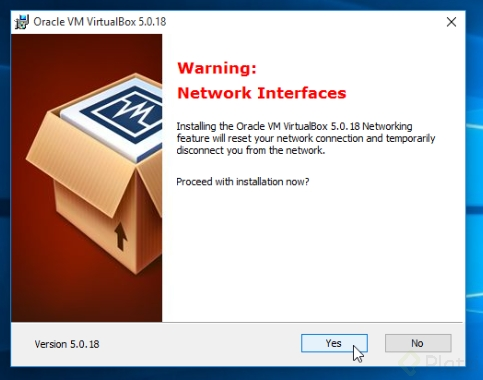 Oracle VM VirtualBox 5.0.18
Warning:
Network Interfaces
Installing the Oracle VM VirtualBox 5.0.18 Networking
feature will reset your network connection and temporarily
disconnect you from the network.
Proceed with installation now?
Version 5.0.18
Yes
No